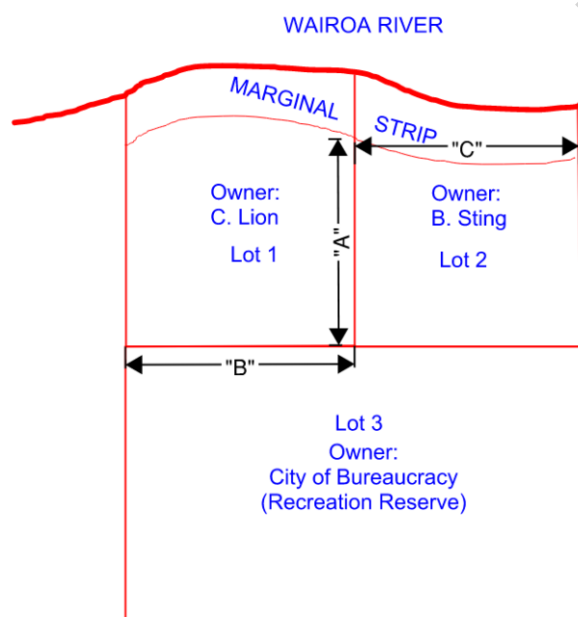 WAIROA RIVER
MARGINAL
STRIP
"C"
Owner:
C. Lion
Lot 1
"A"
Owner:
B. Sting
Lot 2
"B"
Lot 3
Owner:
City of Bureaucracy
(Recreation Reserve)